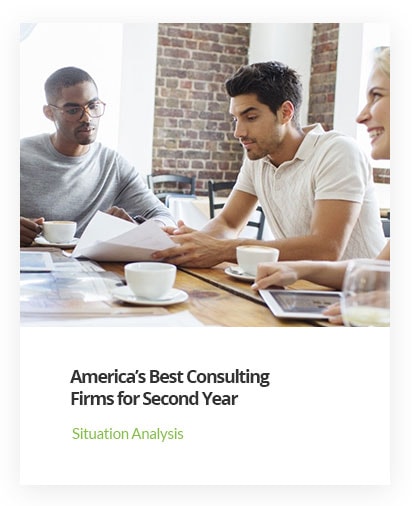 America’s Best Consulting
Firms for Second Year
Situation Analysis